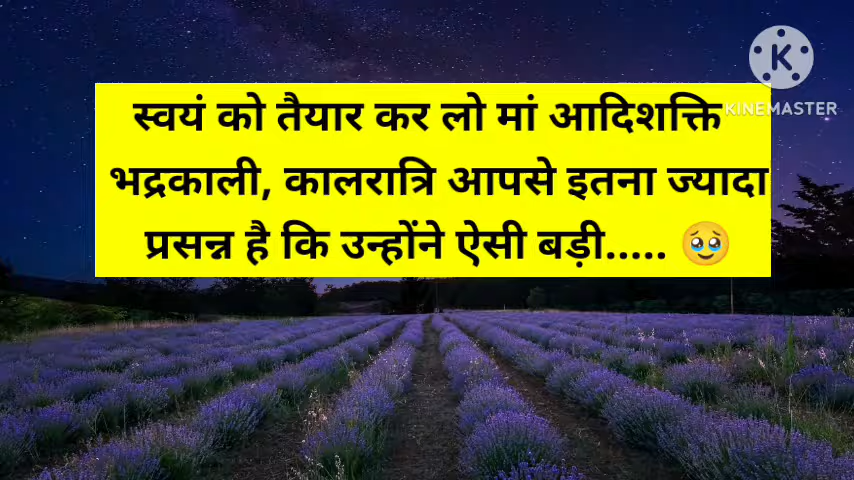 स्वयं को तैयार कर लो मां आदिशक्ति
भद्रकाली, कालरात्रि आपसे इतना ज्यादा
प्रसन्न है कि उन्होंने ऐसी बड़ी..... 🥹
K
KINEMASTER